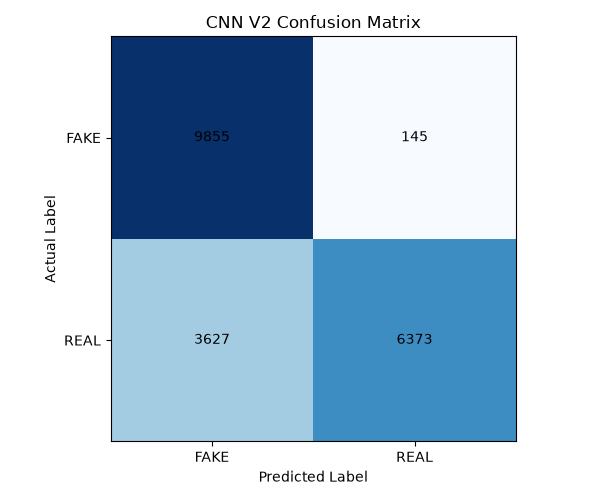 CNN V2 Confusion Matrix
FAKE
9855
145
Actual Label
REAL
3627
6373
FAKE
REAL
Predicted Label